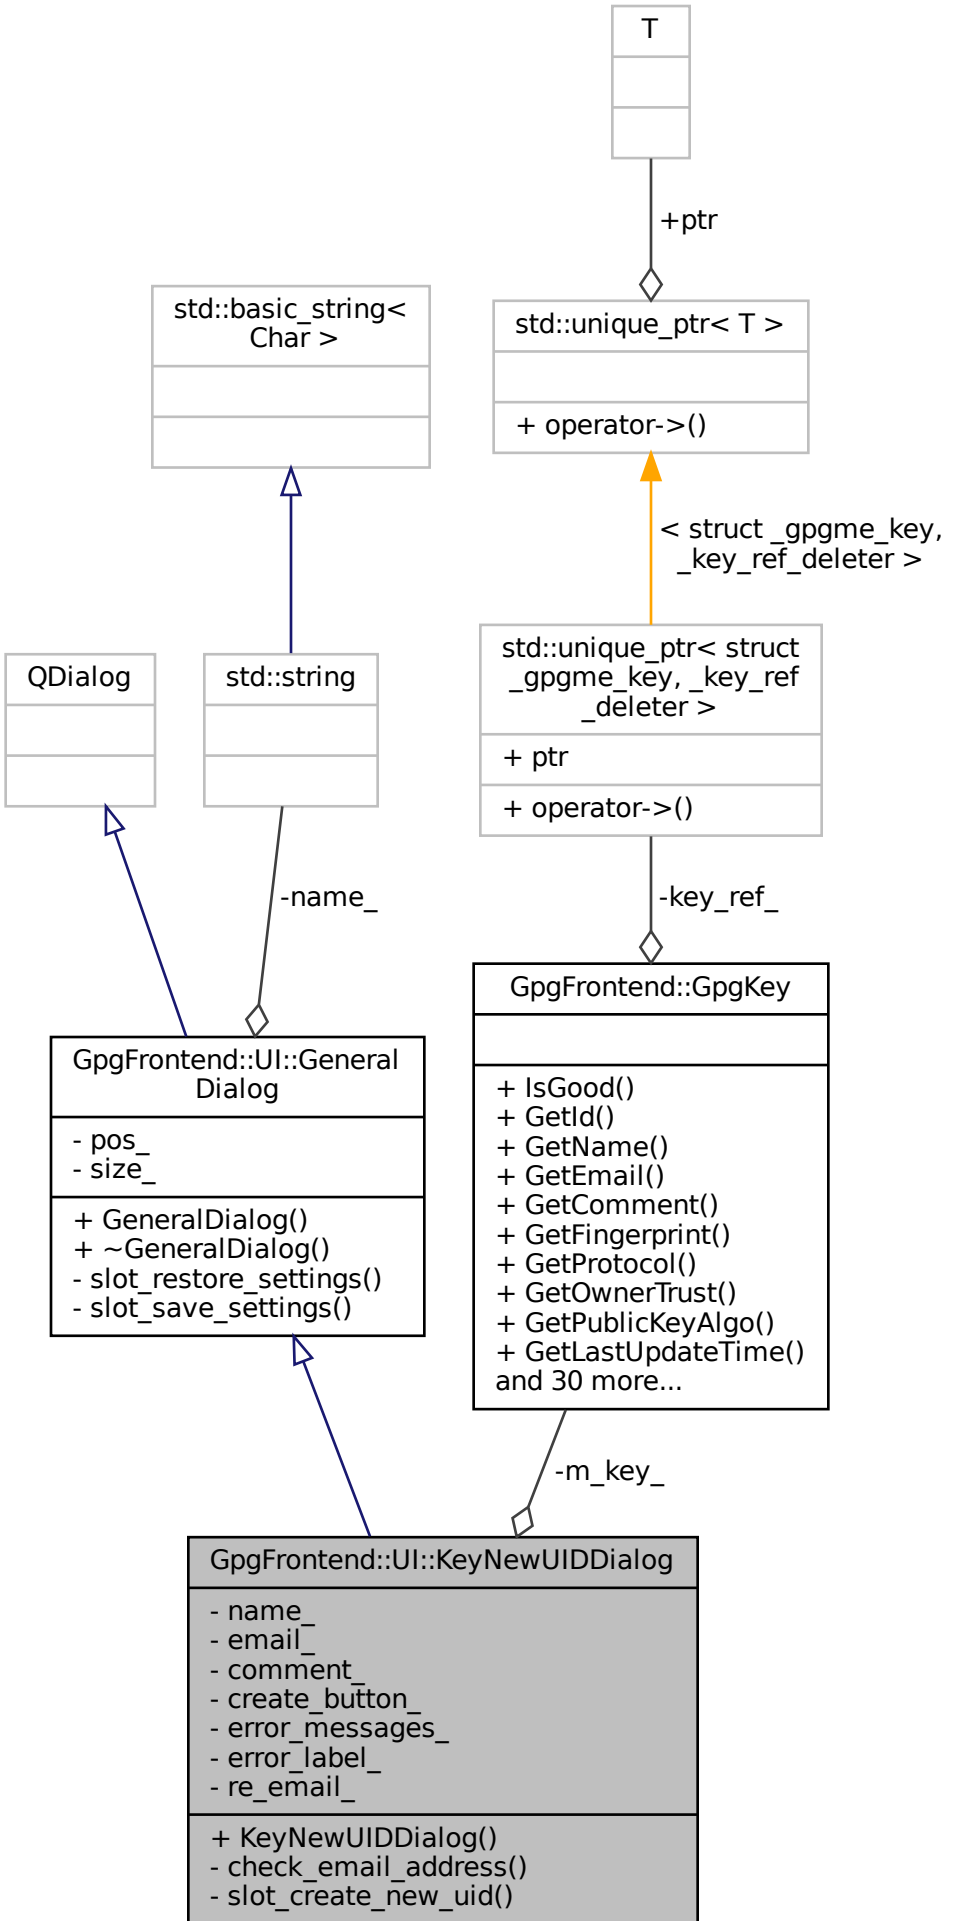 T
+ptr
std::basic_string<
Char >
std::unique_ptr< T >
+ operator->()
< struct _gpgme_key,
_key_ref_deleter >
QDialog
std::string
std::unique_ptr< struct
_gpgme_key, _key_ref
_deleter >
+ ptr
+ operator->()
-name_
-key_ref_
GpgFrontend::UI::General
Dialog
- pos_
- size_
+ GeneralDialog()
+ ~GeneralDialog()
- slot_restore_settings()
- slot_save_settings()
GpgFrontend::GpgKey
+ IsGood()
+ GetId()
+ GetName()
+ GetEmail()
+ GetComment()
+ GetFingerprint()
+ GetProtocol()
+ GetOwnerTrust()
+ GetPublicKeyAlgo()
+ GetLastUpdateTime()
and 30 more...
-m_key_
GpgFrontend::UI::KeyNewUIDDialog
- name_
- email_
- comment_
- create_button_
- error_messages_
- error_label_
- re_email_
+ KeyNewUIDDialog()
- check_email_address()
- slot_create_new_uid()